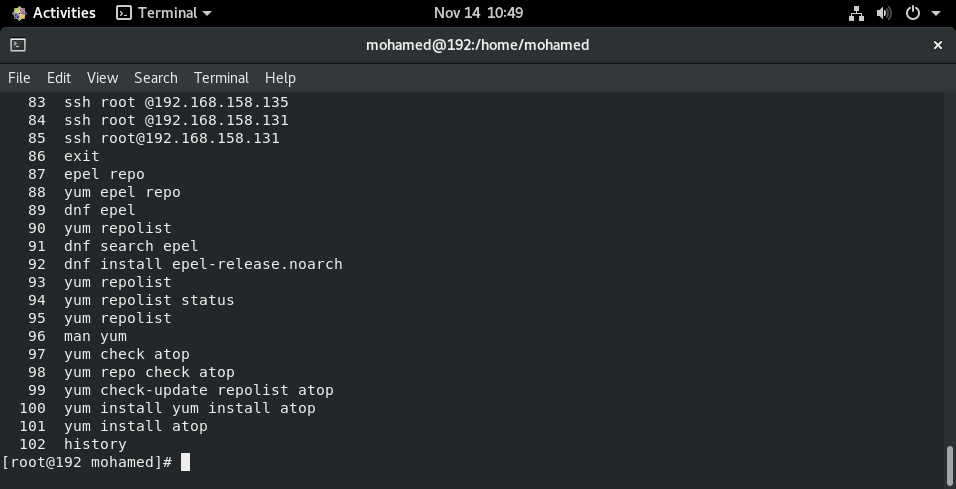 Activities Terminal Nov 14 10:49
mohamed@192:/home/mohamed
File Edit View Search Terminal Help
83 ssh root @192.168.158.135
84 ssh root @192.168.158.131
85 ssh root@192.168.158.131
86 exit
87 epel repo
88 yum epel repo
89 dnf epel
90 yum repolist
91 dnf search epel
92 dnf install epel-release.noarch
93 yum repolist
94 yum repolist status
95 yum repolist
96 man yum
97 yum check atop
98 yum repo check atop
99 yum check-update repolist atop
100 yum install yum install atop
101 yum install atop
102 history
[root@192 mohamed]#